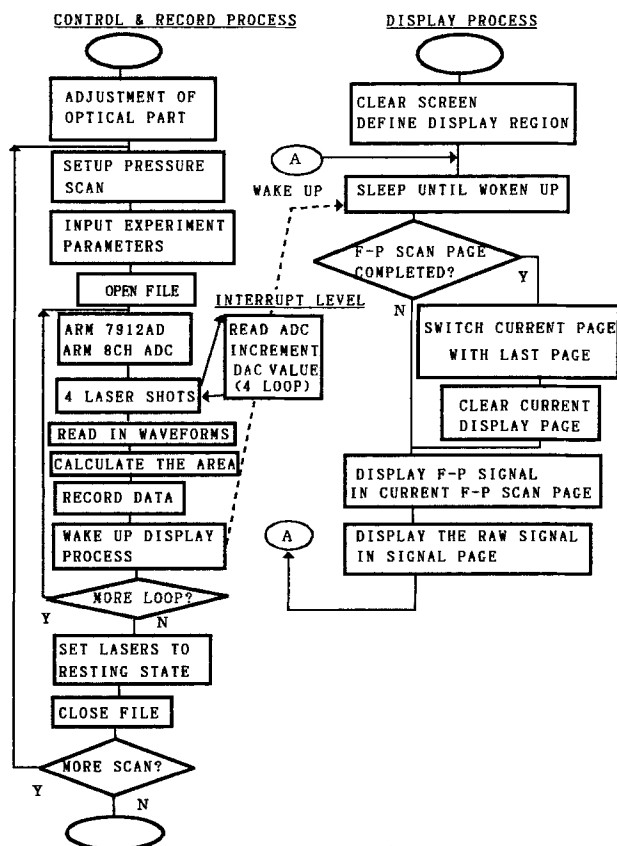 CONTROL & RECORD PROCESS
ADJUSTMENT OF
OPTICAL PART
SETUP PRESSURE
SCAN
INPUT EXPERIMENT
PARAMETERS
OPEN FILE
ARM 7912AD
ARM 8CH ADC
4 LASER SHOTS
READ IN WAVEFORMS
CALCULATE THE AREA
RECORD DATA
WAKE UP DISPLAY
PROCESS
MORE LOOP?
Y
N
SET LASERS TO
RESTING STATE
CLOSE FILE
MORE SCAN?
Y
N
INTERRUPT LEVEL
READ ADC
INCREMENT
DAC VALUE
(4 LOOP)
DISPLAY PROCESS
CLEAR SCREEN
DEFINE DISPLAY REGION
A
WAKE UP
SLEEP UNTIL WOKEN UP
F-P SCAN PAGE
COMPLETED?
Y
N
SWITCH CURRENT PAGE
WITH LAST PAGE
CLEAR CURRENT
DISPLAY PAGE
DISPLAY F-P SIGNAL
IN CURRENT F-P SCAN PAGE
A
DISPLAY THE RAW SIGNAL
IN SIGNAL PAGE